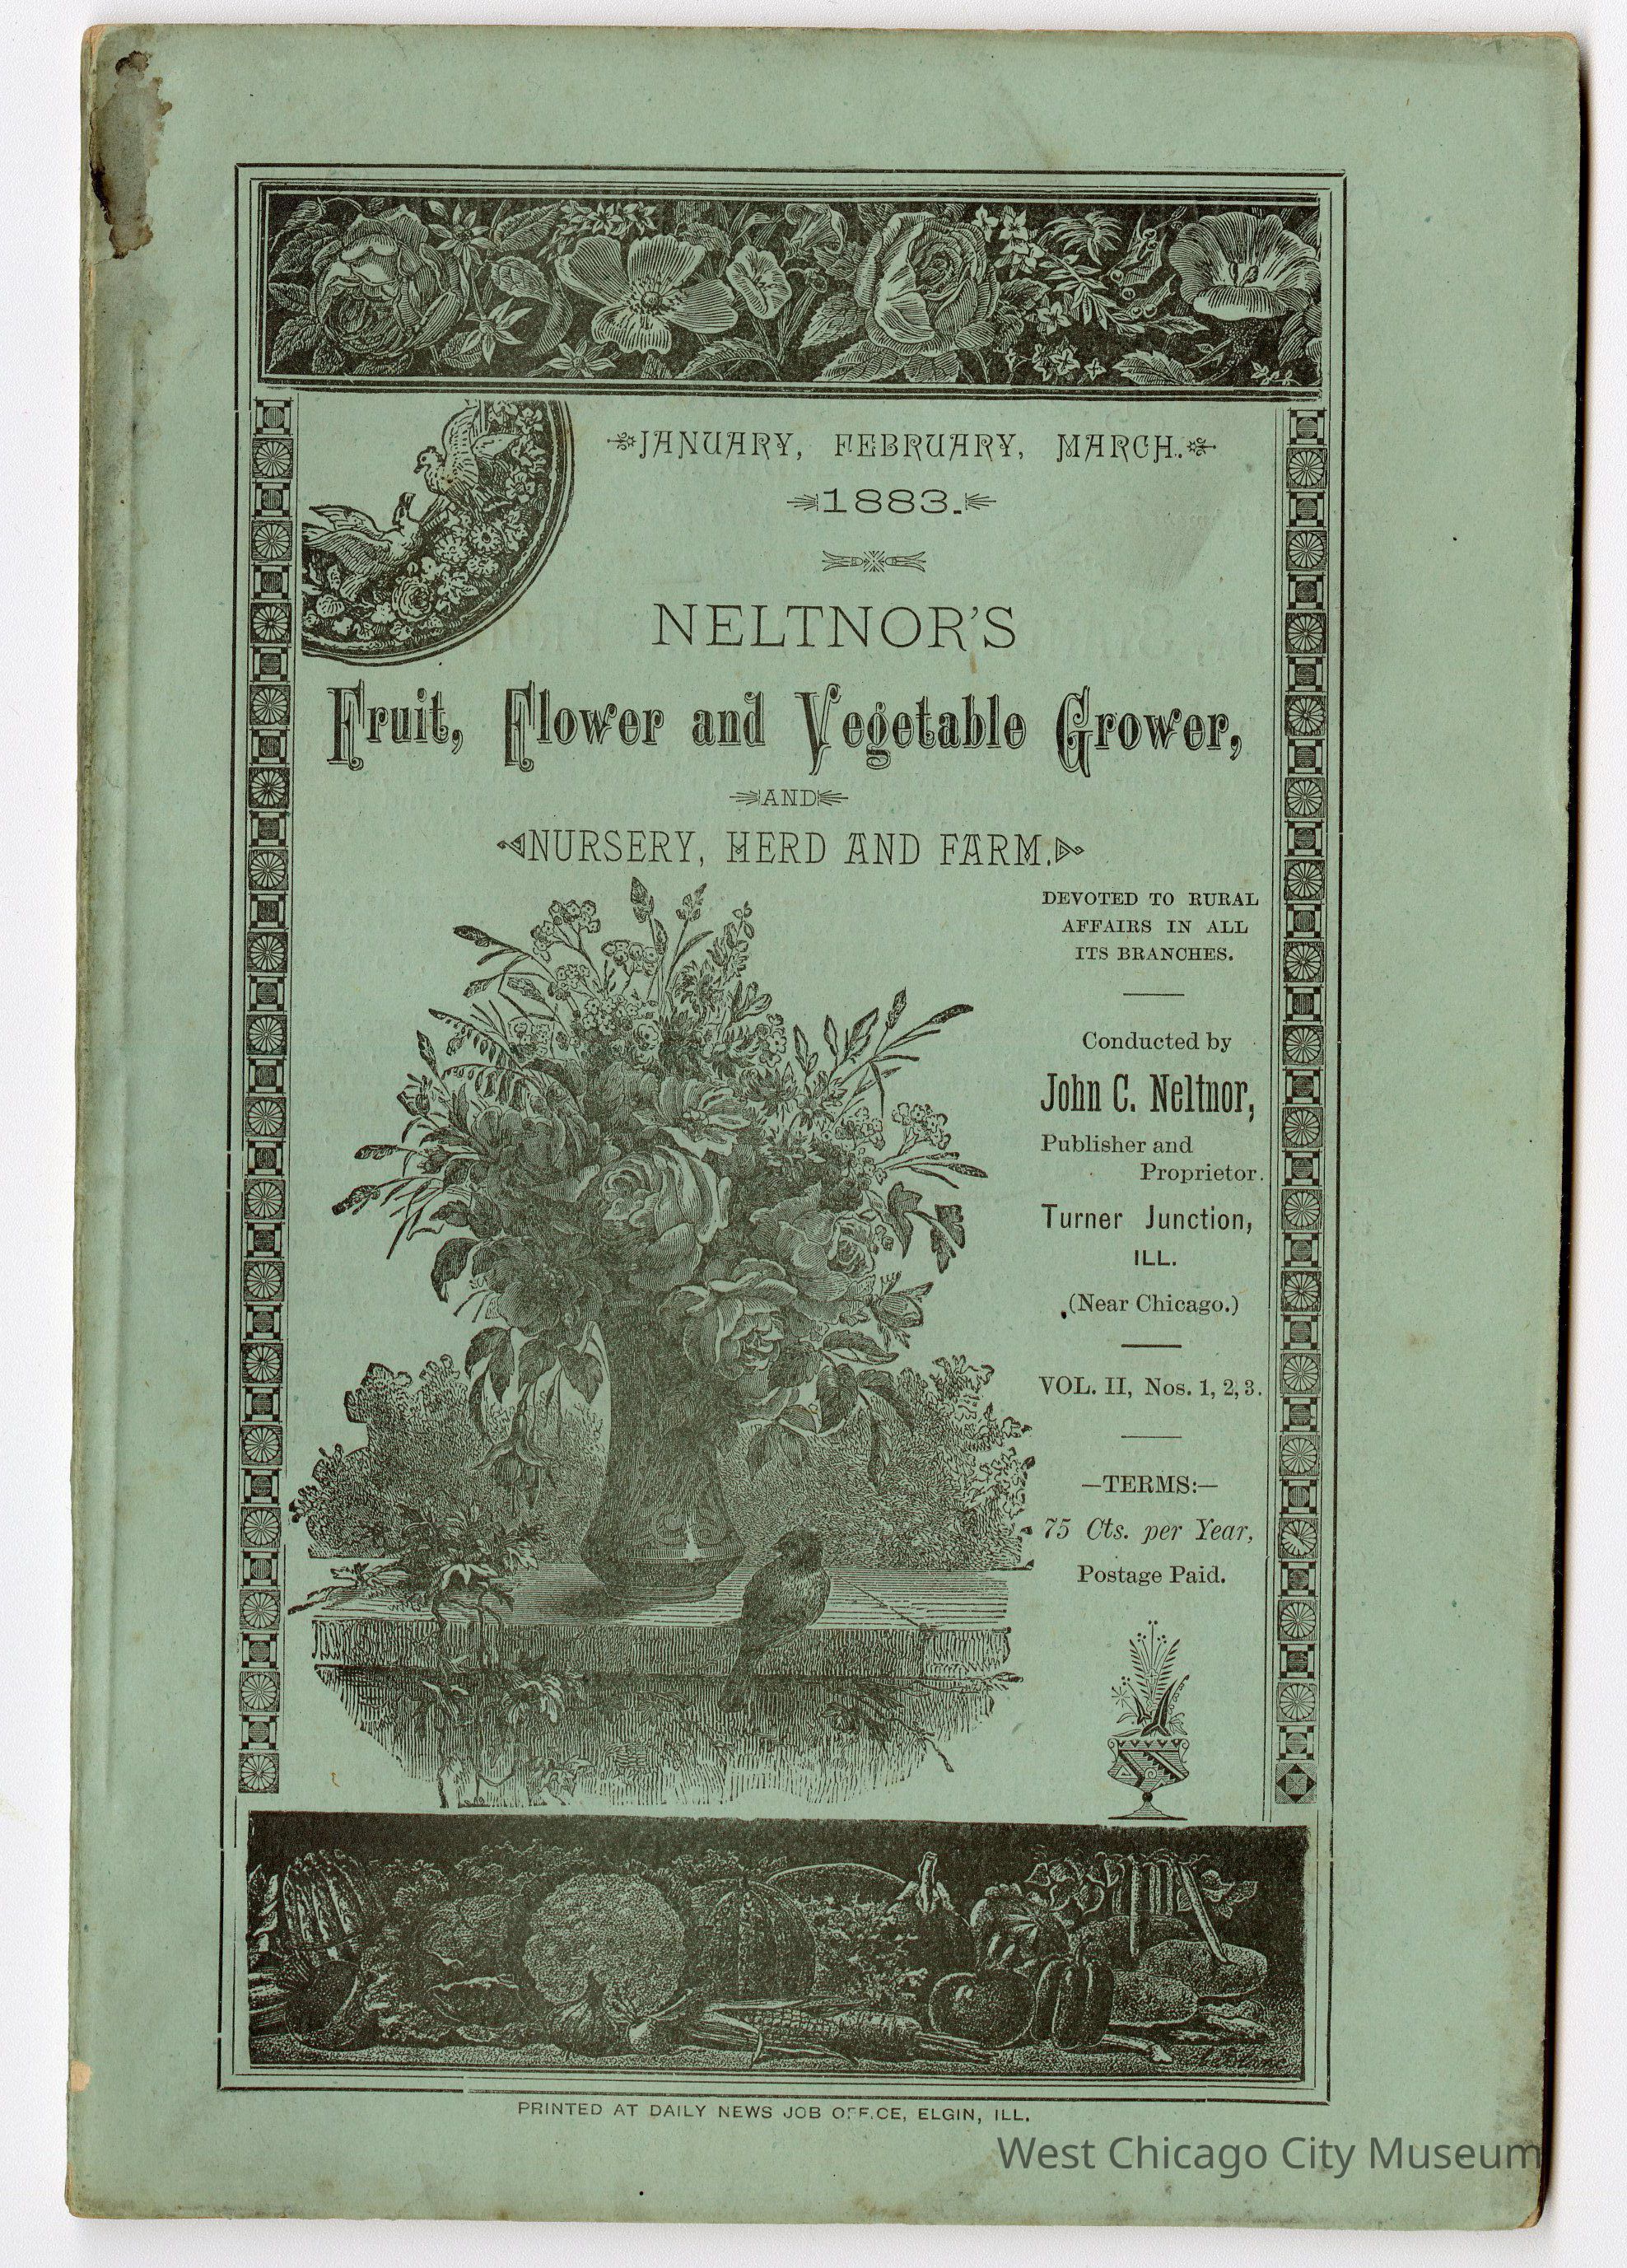 JANUARY, FEBRUARY, MARCH.
1883.
NELTNOR'S
Fruit, Flower and Vegetable Grower,
AND
NURSERY, HERD AND FARM.
DEVOTED TO RURAL
AFFAIRS IN ALL
ITS BRANCHES.
Conducted by
John C. Neltnor,
Publisher and
Proprietor.
Turner Junction,
ILL.
(Near Chicago.)
VOL. II, Nos. 1, 2, 3.
—TERMS:—
75 Cts. per Year,
Postage Paid.
PRINTED AT DAILY NEWS JOB OFFICE, ELGIN, ILL.
West Chicago City Museum